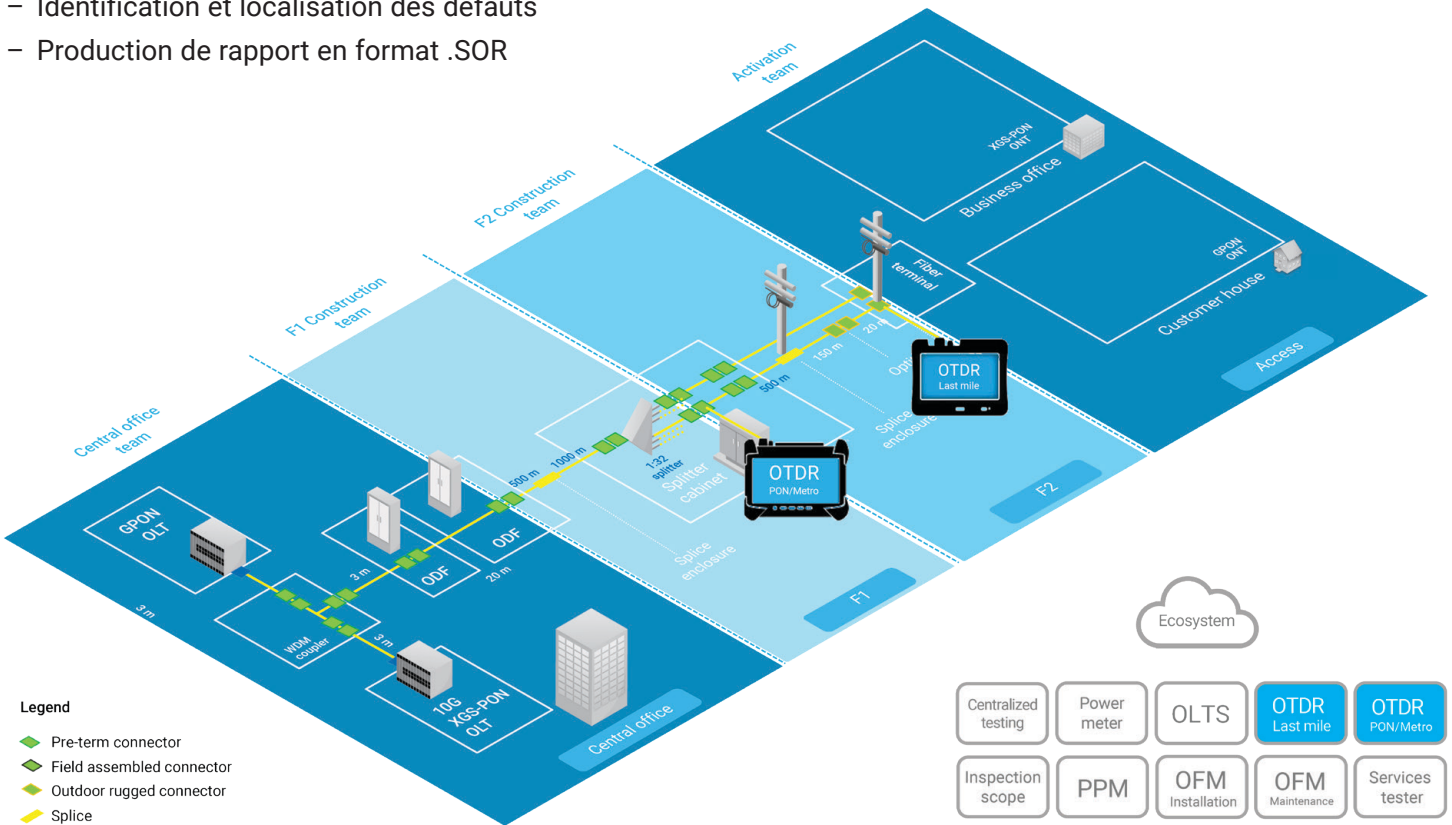 – Identification et localisation des défauts
– Production de rapport en format .SOR
Activation
team
XGS-PON
ONT
Business office
F2 Construction
team
GPON
ONT
Customer house
Fiber
terminal
Access
F1 Construction
team
20 m
150 m
Opti
OTDR
Last mile
500 m
Splice
enclosure
Central office
team
1000 m
500 m
1:32
splitter
Splitter
cabinet
OTDR
PON/Metro
F2
GPON
OLT
ODF
ODF
20 m
3 m
Splice
enclosure
F1
3 m
WDM
coupler
3 m
10G
XGS-PON
OLT
Central office
Legend
Pre-term connector
Field assembled connector
Outdoor rugged connector
Splice
Ecosystem
Centralized
testing
Power
meter
OLTS
OTDR
Last mile
OTDR
PON/Metro
Inspection
scope
PPM
OFM
Installation
OFM
Maintenance
Services
tester